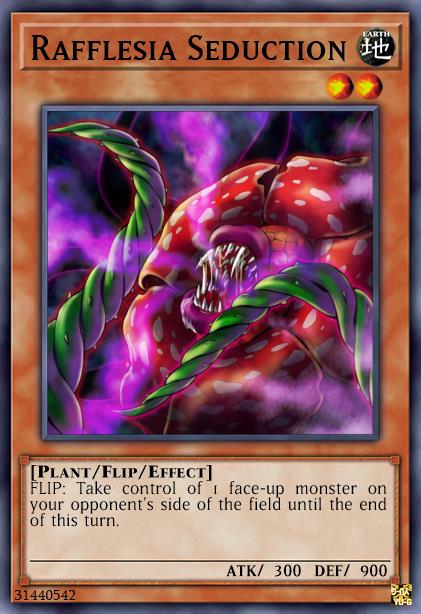 RAFFLESIA SEDUCTION
EARTH
地
[PLANT/FLIP/EFFECT]
FLIP: Take control of 1 face-up monster on
your opponent's side of the field until the end
of this turn.
ATK/ 300 DEF/ 900
31440542